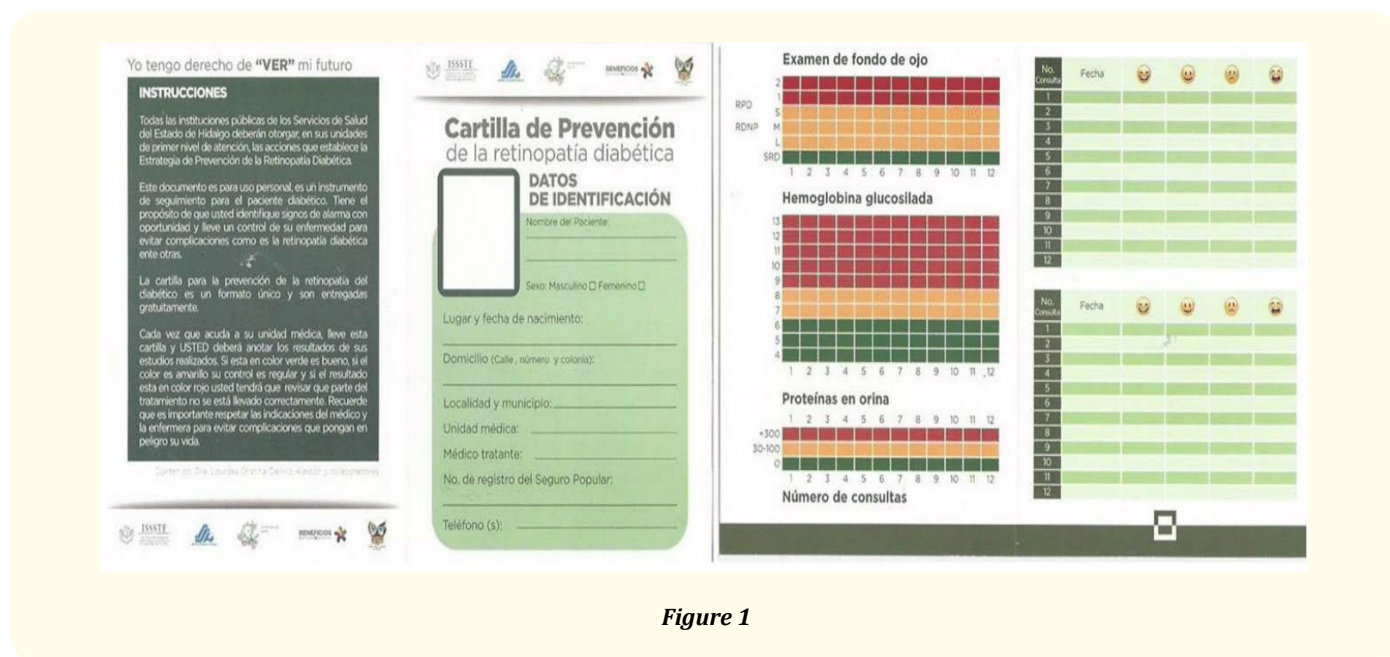 Yo tengo derecho de "VER" mi futuro
INSTRUCCIONES
Todas las instituciones públicas de los Servicios de Salud
del Estado de Hidalgo deberán otorgar, en sus unidades
de primer nivel de atención, las acciones que establece la
Estrategia de Prevención de la Retinopatía Diabética.
Este documento es para uso personal, es un instrumento
de seguimiento para el paciente diabético. Tiene el
propósito de que usted identifique signos de alarma con
oportunidad y lleve un control de su enfermedad para
evitar complicaciones como es la retinopatía diabética
ente otras.
La cartilla para la prevención de la retinopatia del
diabético es un formato único y son entregadas
gratuitamente.
Cada vez que acuda a su unidad médica, lleve esta
cartilla y USTED deberá anotar los resultados de sus
estudios realizados. Si esta en color verde es bueno, si el
color es amarillo su control es regular y si el resultado
esta en color rojo usted tendrá que revisar que parte del
tratamiento no se está llevado correctamente. Recuerde
que es importante respetar las indicaciones del médico y
la enfermera para evitar complicaciones que pongan en
peligro su vida.
ISSSTE
BENEFICIOS
ISSSTE
BENEFICIOS
Cartilla de Prevención
de la retinopatía diabética
DATOS
DE IDENTIFICACIÓN
Nombre del Paciente:
Sexo: Masculino Femenino
Lugar y fecha de nacimiento:
Domicilio (Calle, número y colonia):
Localidad y municipio:
Unidad médica:
Médico tratante:
No. de registro del Seguro Popular:
Teléfono (s):
Examen de fondo de ojo
2
RPD 1
S
RDNP M
L
SRD
1 2 3 4 5 6 7 8 9 10 11 12
Hemoglobina glucosilada
13
12
11
10
9
8
7
6
5
4
1 2 3 4 5 6 7 8 9 10 11 12
Proteínas en orina
1 2 3 4 5 6 7 8 9 10 11 12
+300
30-100
0
1 2 3 4 5 6 7 8 9 10 11 12
Número de consultas
No. Consulta Fecha
1
2
3
4
5
6
7
8
9
10
11
12
No. Consulta Fecha
1
2
3
4
5
6
7
8
9
10
11
12
Figure 1